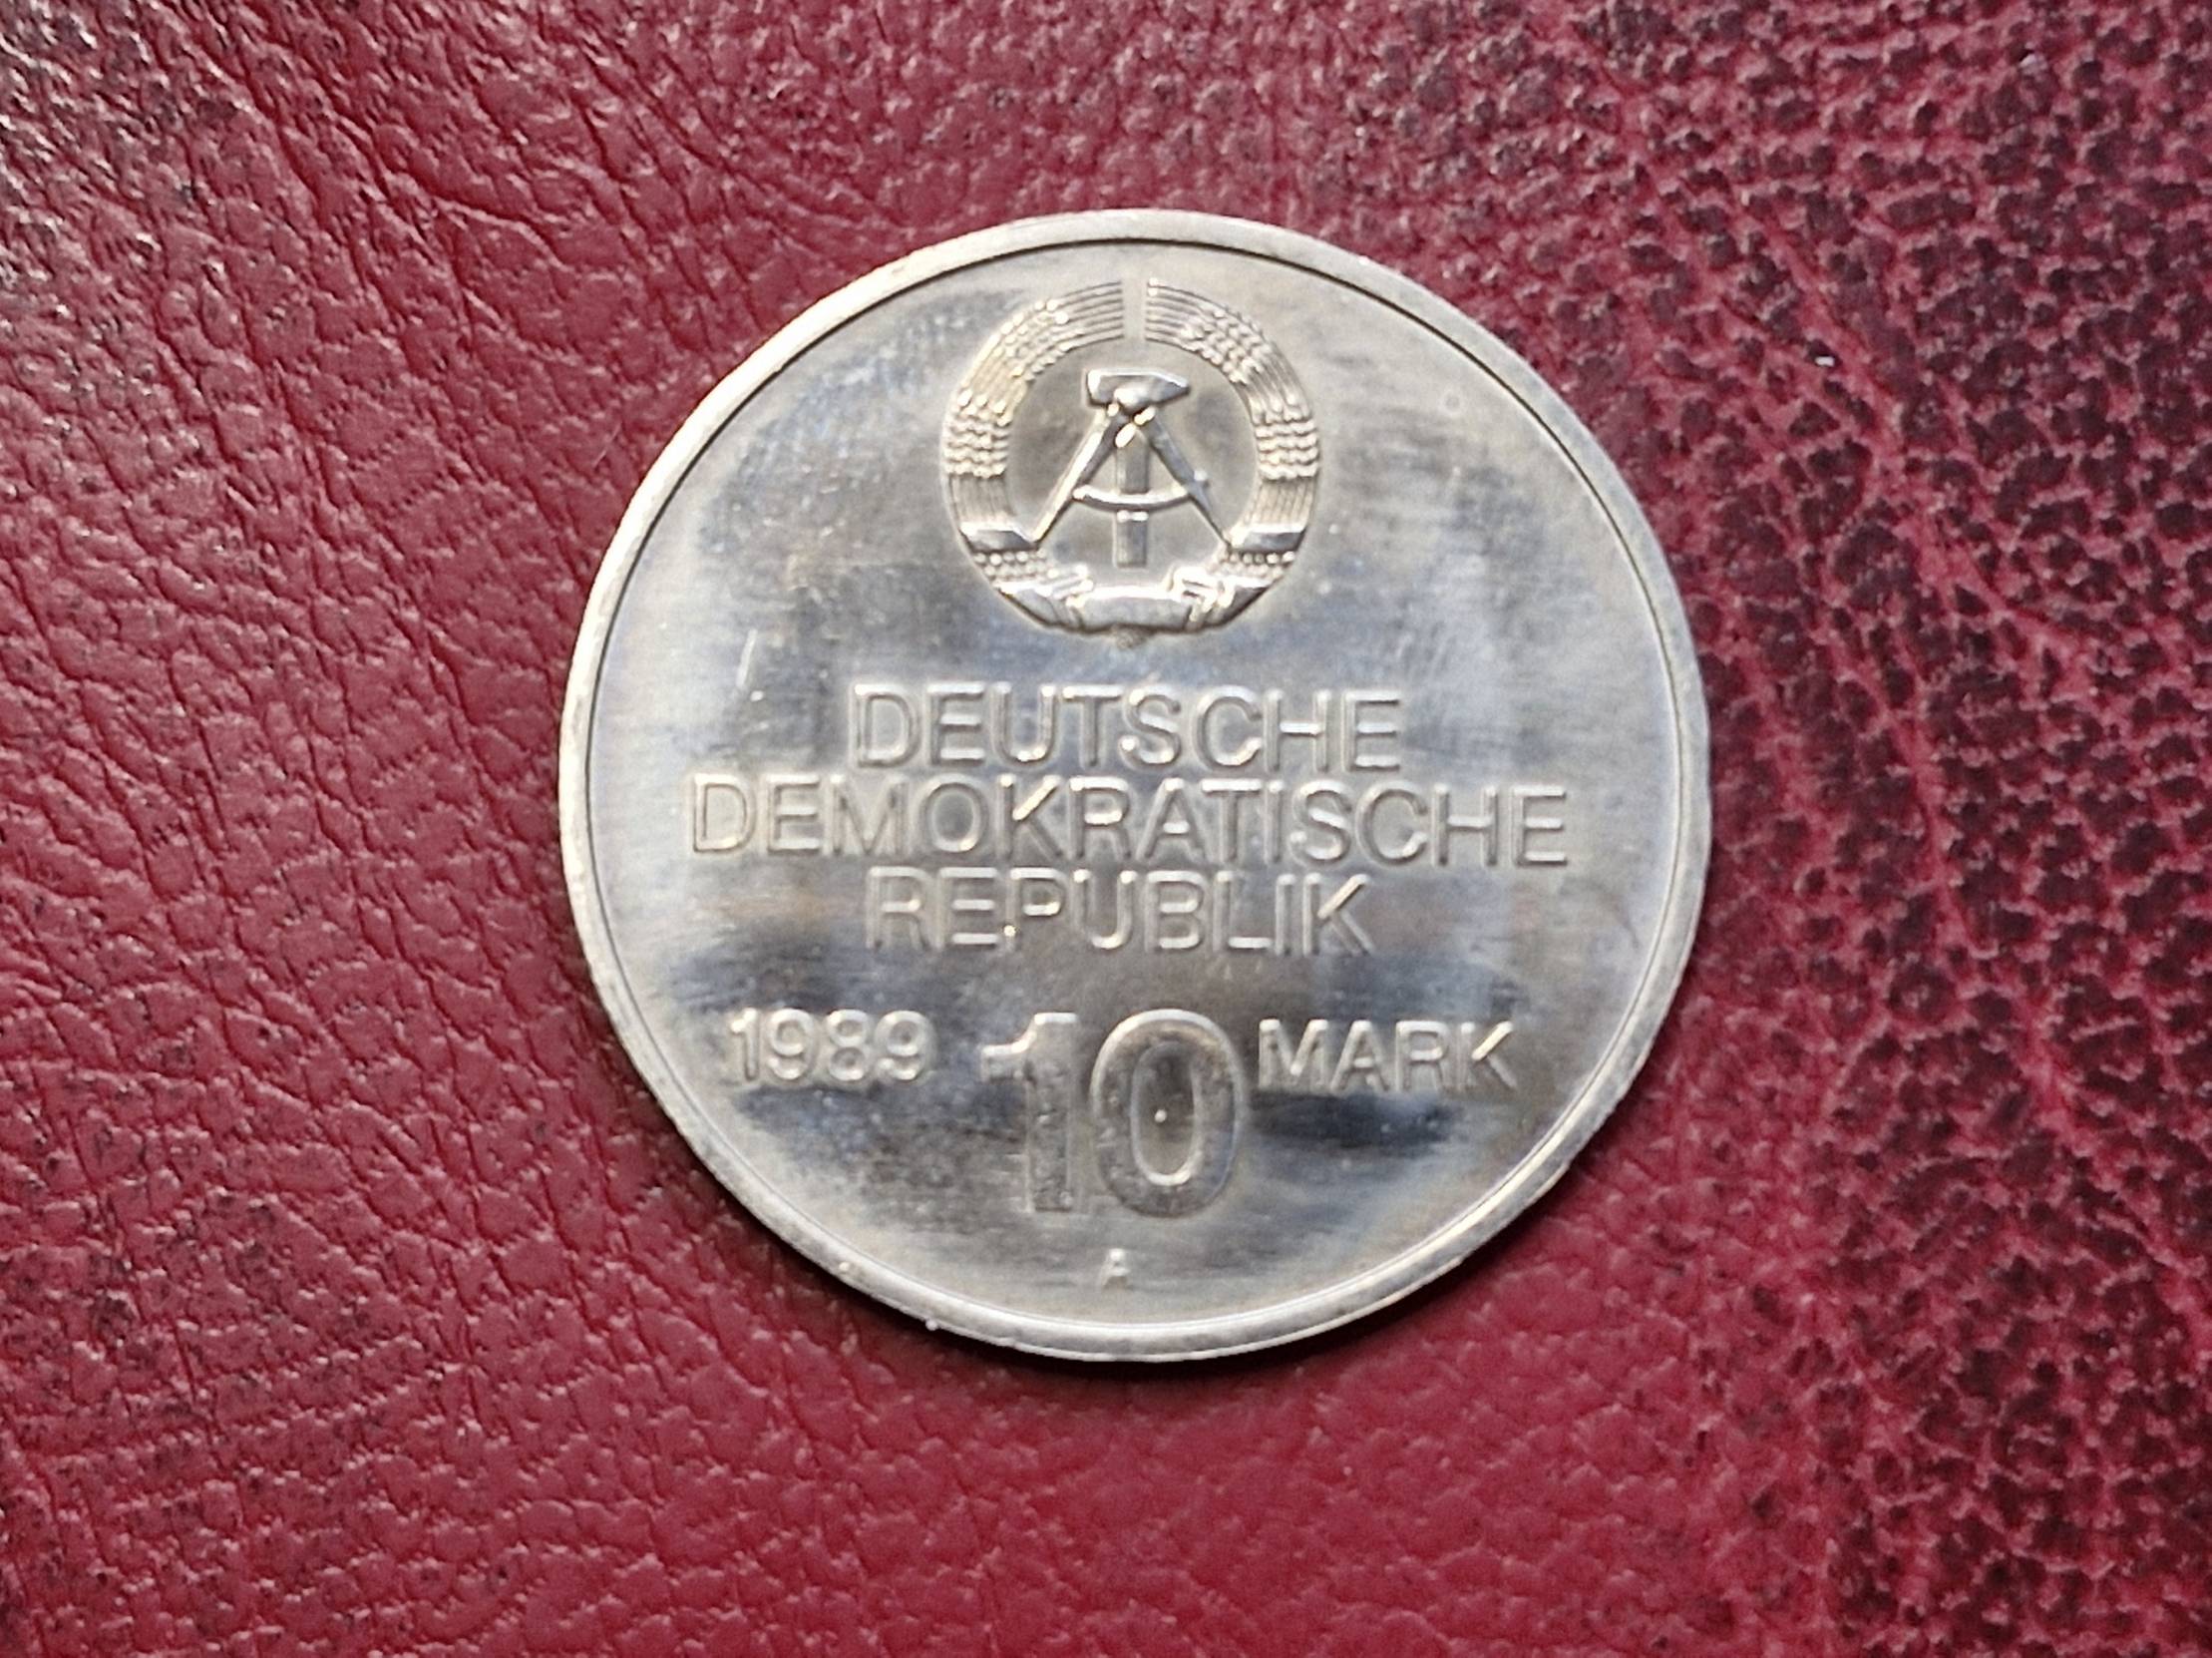 DEUTSCHE
DEMOKRATISCHE
REPUBLIK
1989 10 MARK
A